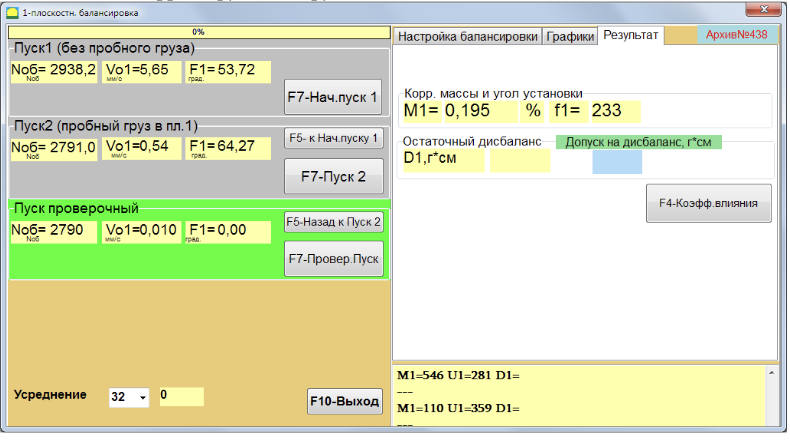 1-плоскостн. балансировка
0%
Пуск1 (без пробного груза)
Nоб= 2938,2 Vo1=5,65 F1= 53,72
Nоб мм/с град.
F7-Нач.пуск 1
Пуск2 (пробный груз в пл.1)
Nоб= 2791,0 Vo1=0,54 F1= 64,27
Nоб мм/с град.
F5- к Нач.пуску 1
F7-Пуск 2
Пуск проверочный
Nоб= 2790 Vo1=0,010 F1= 0,00
Nоб мм/с град.
F5-Назад к Пуск 2
F7-Провер.Пуск
Усреднение 32 0
F10-Выход
Настройка балансировки Графики Результат Архив№438
Корр. массы и угол установки
M1= 0,195 % f1= 233
Остаточный дисбаланс Допуск на дисбаланс, г*см
D1,г*см
F4-Коэфф.влияния
M1=546 U1=281 D1=
---
M1=110 U1=359 D1=
---